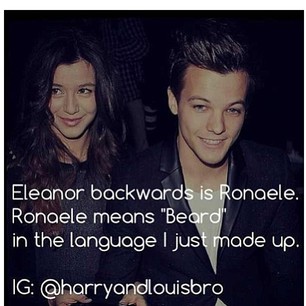 Eleanor backwards is Ronaele.
Ronaele means "Beard"
in the language I just made up.
IG: @harryandlouisbro